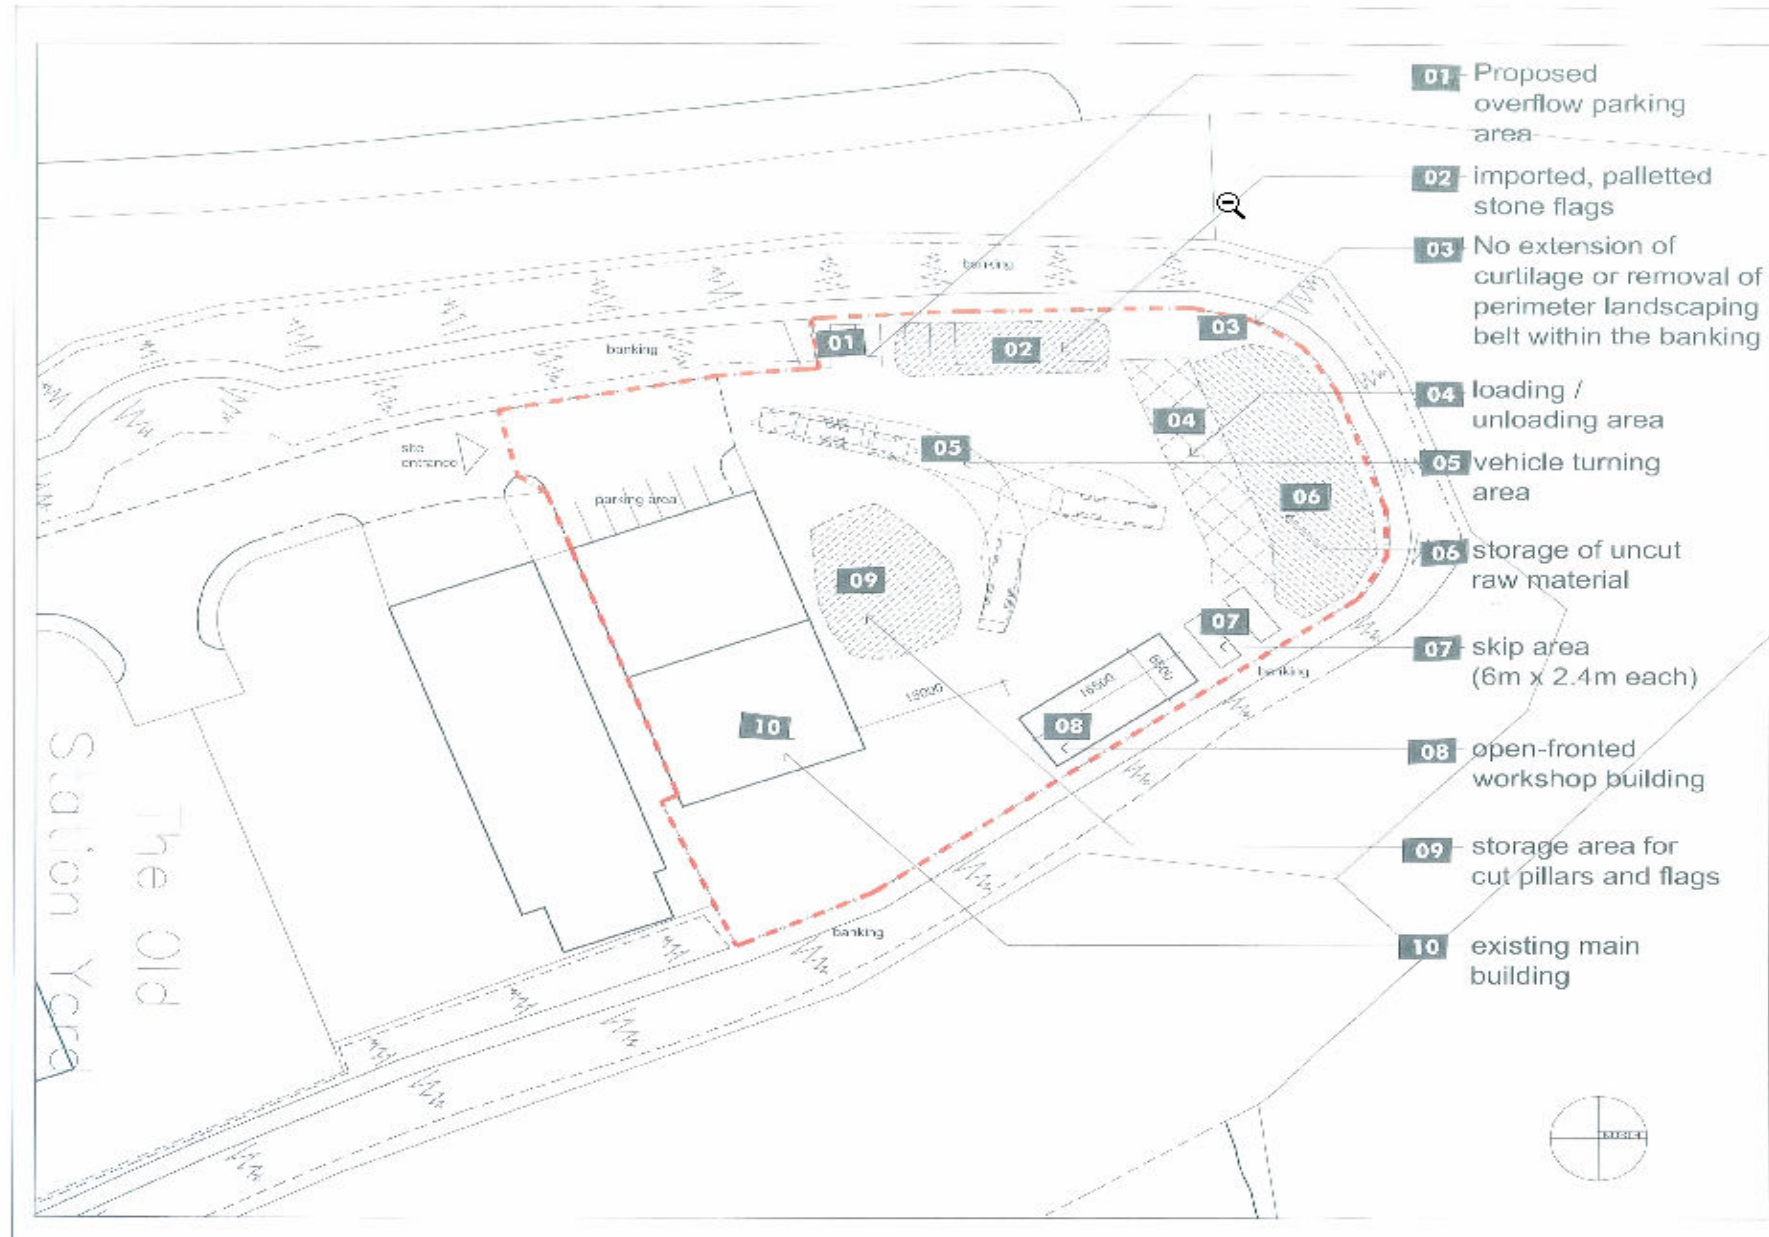 01 Proposed
overflow parking
area
02 imported, palletted
stone flags
03 No extension of
curtilage or removal of
perimeter landscaping
belt within the banking
04 loading /
unloading area
05 vehicle turning
area
06 storage of uncut
raw material
07 skip area
(6m x 2.4m each)
08 open-fronted
workshop building
09 storage area for
cut pillars and flags
10 existing main
building
banking
banking
01
02
03
04
site
entrance
05
parking area
06
09
07
banking
16500
6500
08
10
banking
The Old
Station Yard